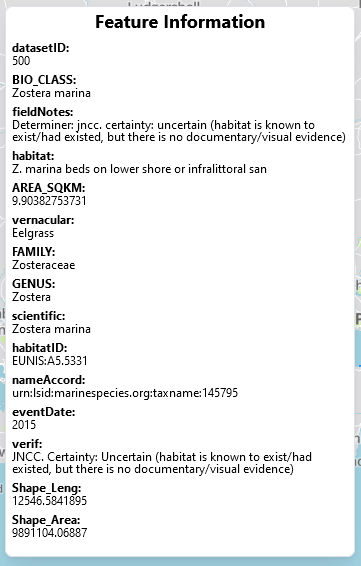 Feature Information
datasetID:
500
BIO_CLASS:
Zostera marina
fieldNotes:
Determiner: jncc. certainty: uncertain (habitat is known to
exist/had existed, but there is no documentary/visual evidence)
habitat:
Z. marina beds on lower shore or infralittoral san
AREA_SQKM:
9.90382753731
vernacular:
Eelgrass
FAMILY:
Zosteraceae
GENUS:
Zostera
scientific:
Zostera marina
habitatID:
EUNIS:A5.5331
nameAccord:
urn:lsid:marinespecies.org:taxname:145795
eventDate:
2015
verif:
JNCC. Certainty: Uncertain (habitat is known to exist/had
existed, but there is no documentary/visual evidence)
Shape_Leng:
12546.5841895
Shape_Area:
9891104.06887